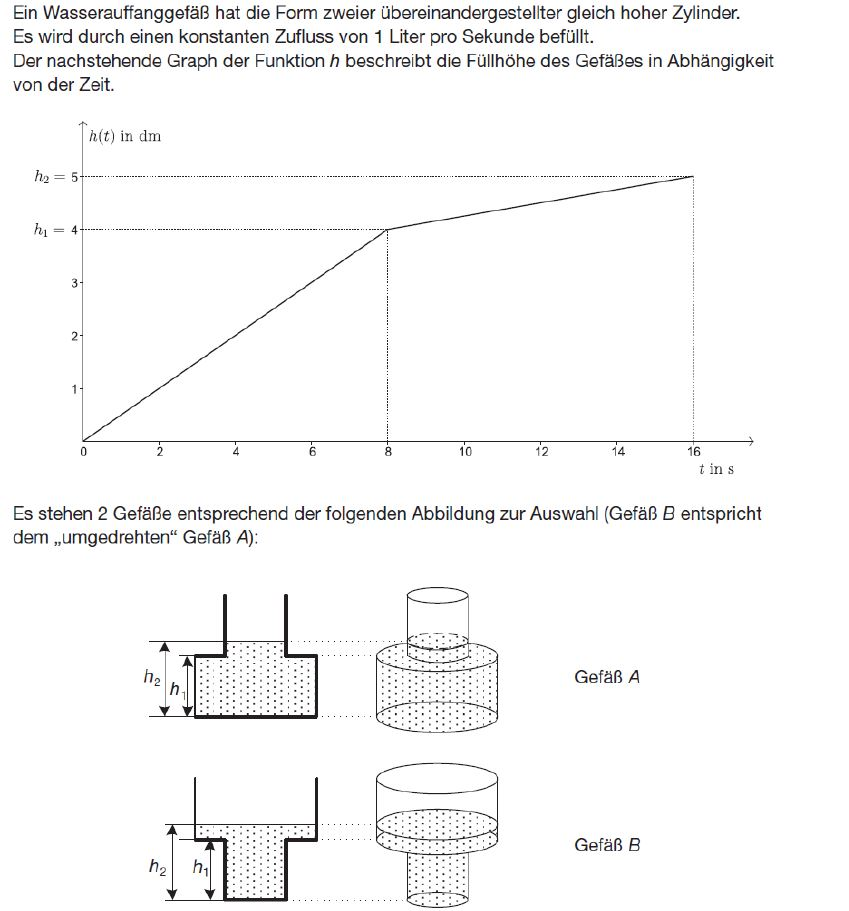 Ein Wasserauffanggefäß hat die Form zweier übereinandergestellter gleich hoher Zylinder.
Es wird durch einen konstanten Zufluss von 1 Liter pro Sekunde befüllt.
Der nachstehende Graph der Funktion h beschreibt die Füllhöhe des Gefäßes in Abhängigkeit
von der Zeit.
h(t) in dm
h₂ = 5
h₁ = 4
3
2
1
0 2 4 6 8 10 12 14 16
t in s
Es stehen 2 Gefäße entsprechend der folgenden Abbildung zur Auswahl (Gefäß B entspricht
dem „umgedrehten“ Gefäß A):
h₂ h₁
Gefäß A
h₂ h₁
Gefäß B